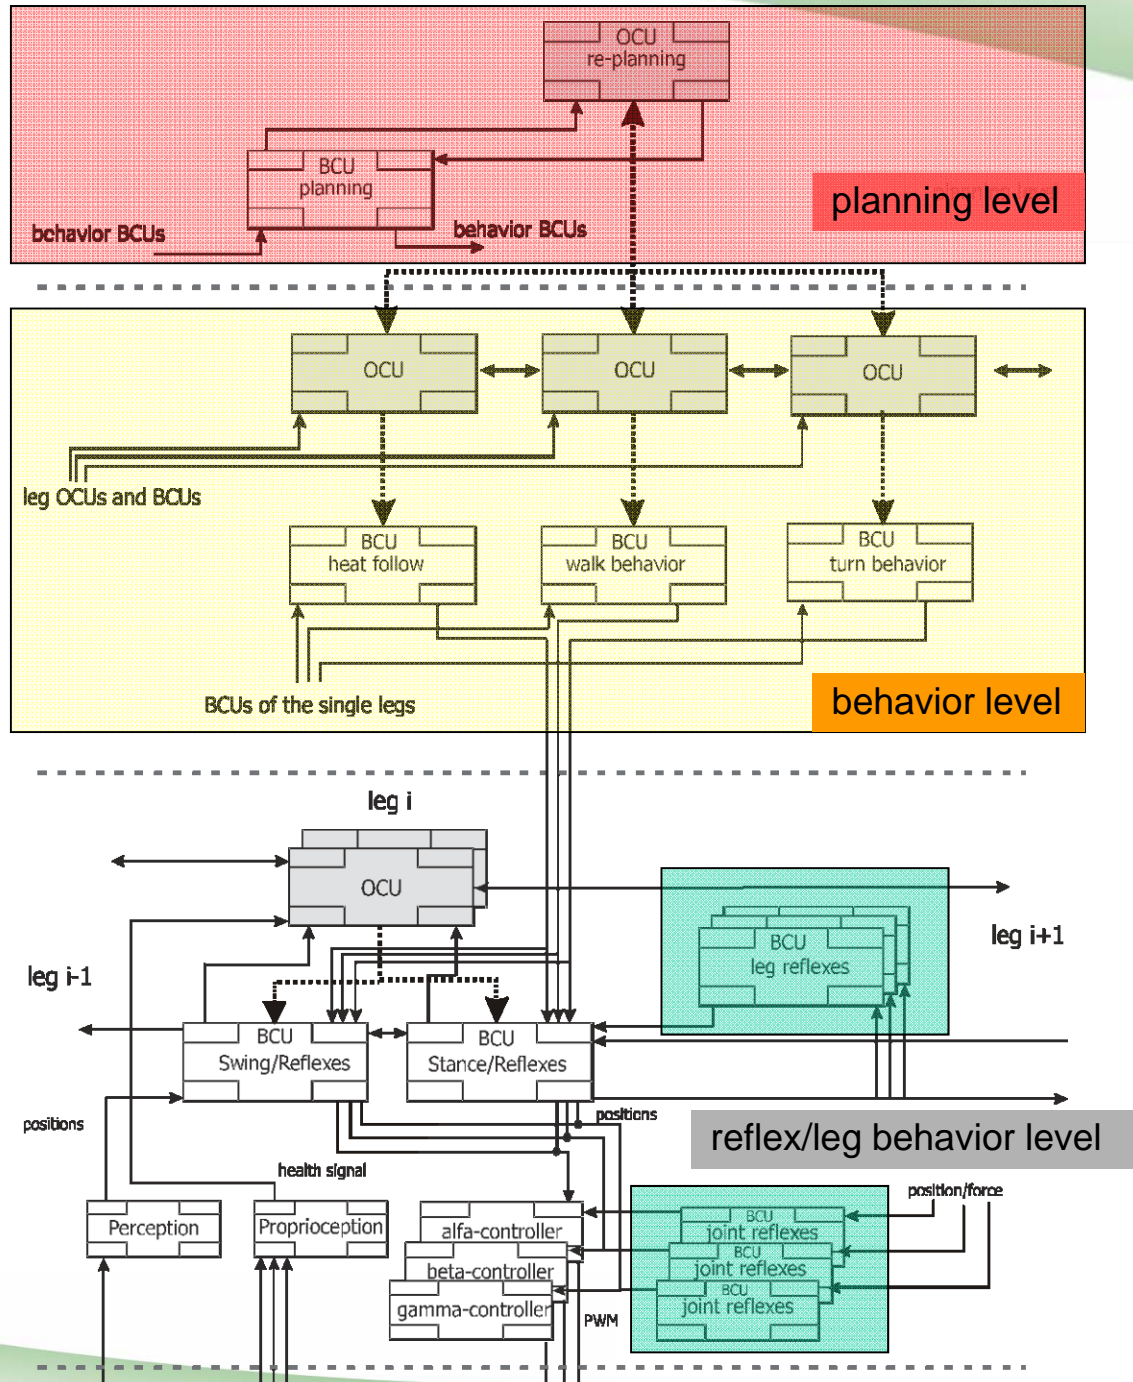 OCU
re-planning
BCU
planning
planning level
behavior BCUs
behavior BCUs
OCU
OCU
OCU
leg OCUs and BCUs
BCU
heat follow
BCU
walk behavior
BCU
turn behavior
BCUs of the single legs
behavior level
leg i
OCU
leg i-1
BCU
leg reflexes
leg i+1
BCU
Swing/Reflexes
BCU
Stance/Reflexes
positions
positions
reflex/leg behavior level
health signal
position/force
Perception
Proprioception
alfa-controller
beta-controller
gamma-controller
PWM
BCU
joint reflexes
BCU
joint reflexes
BCU
joint reflexes